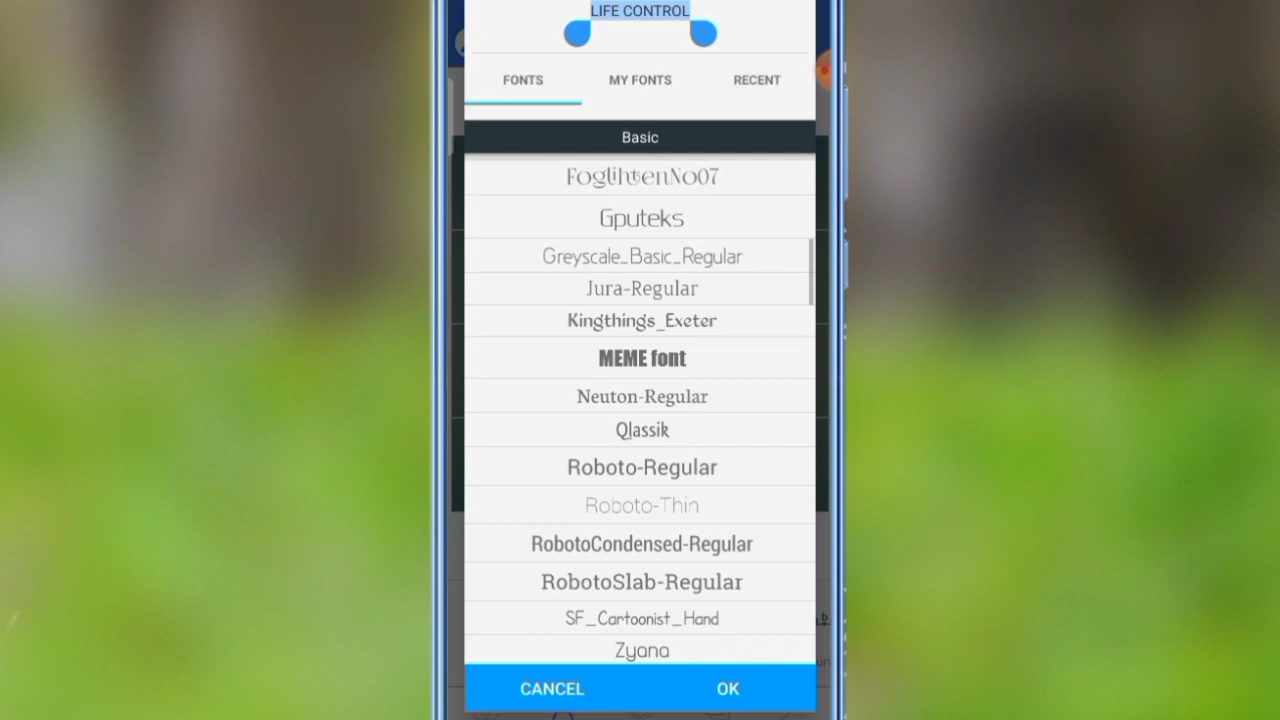 LIFE CONTROL
FONTS
MY FONTS
RECENT
Basic
FoglihtenNo07
Gputeks
Greyscale_Basic_Regular
Jura-Regular
Kingthings_Exeter
MEME font
Neuton-Regular
Qlassik
Roboto-Regular
Roboto-Thin
RobotoCondensed-Regular
RobotoSlab-Regular
SF_Cartoonist_Hand
Zyana
CANCEL
OK